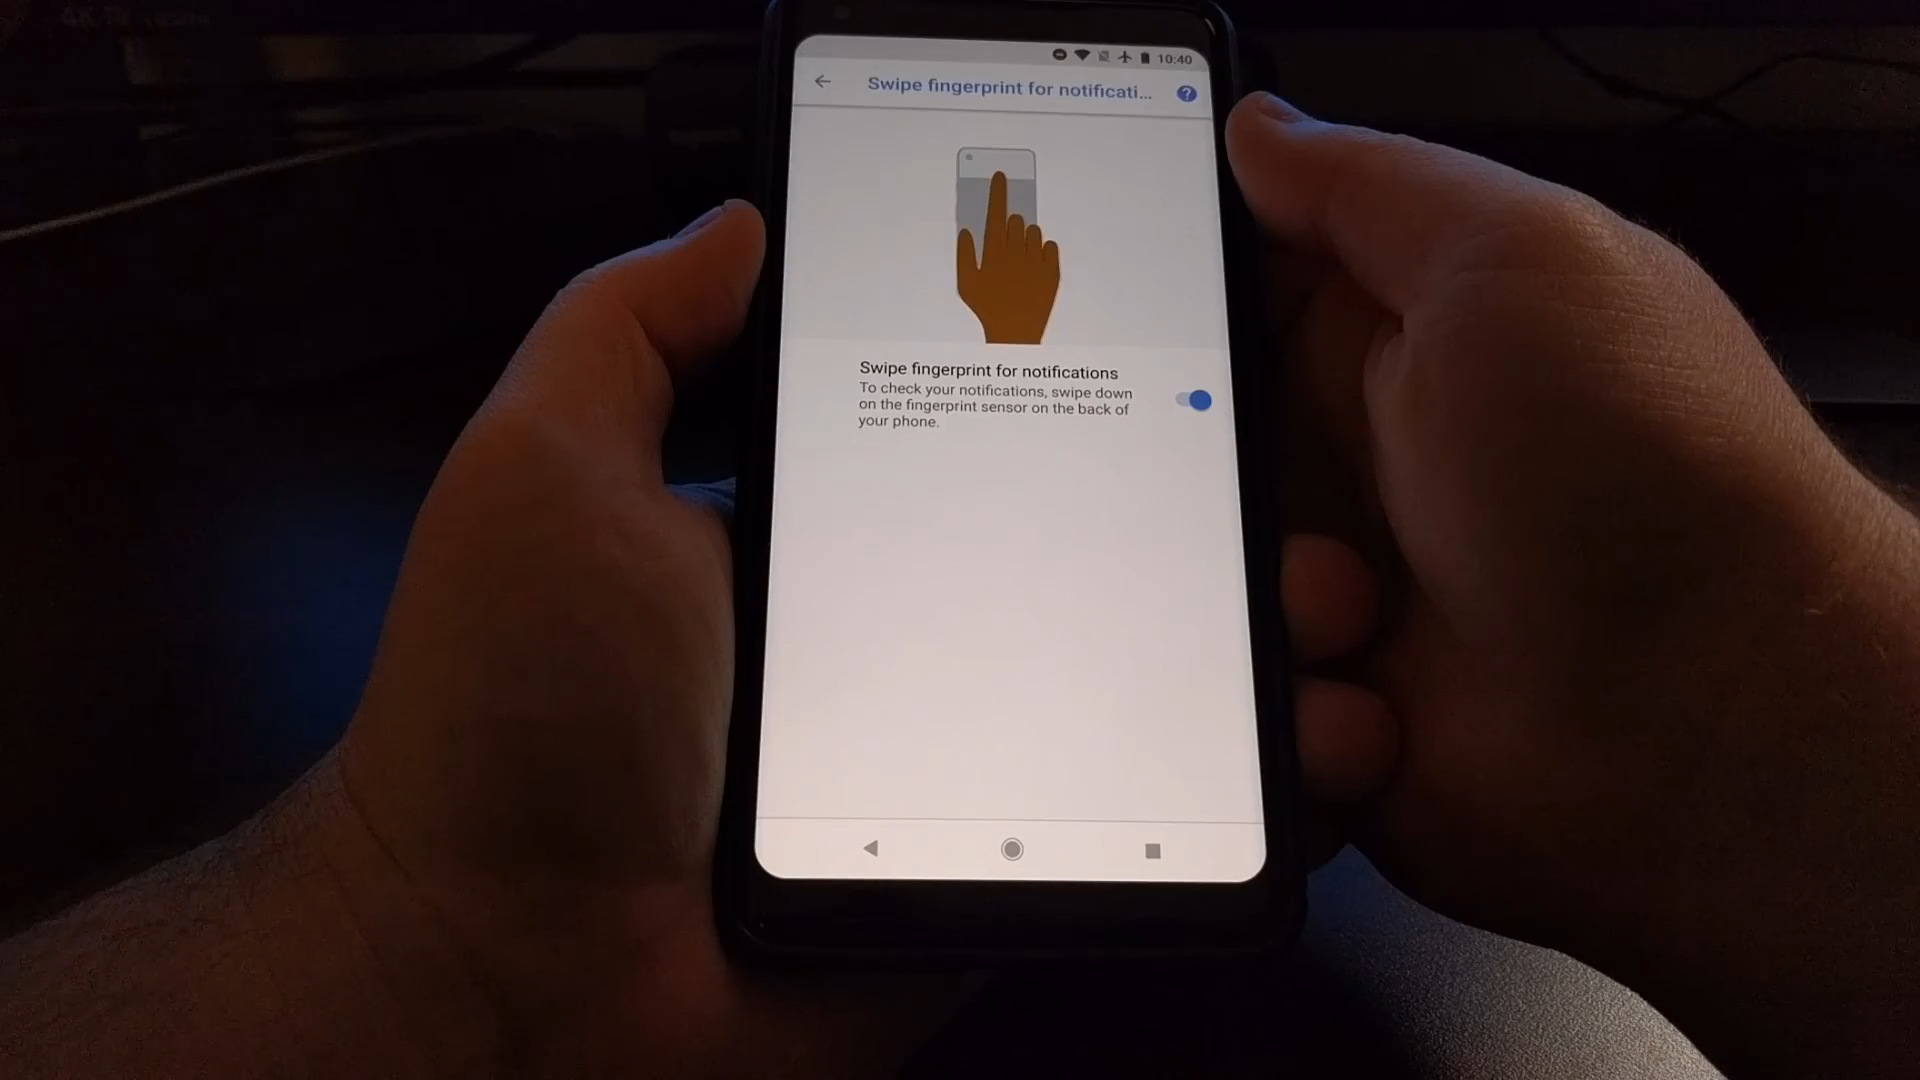 10:40
Swipe fingerprint for notificati...
?
Swipe fingerprint for notifications
To check your notifications, swipe down
on the fingerprint sensor on the back of
your phone.